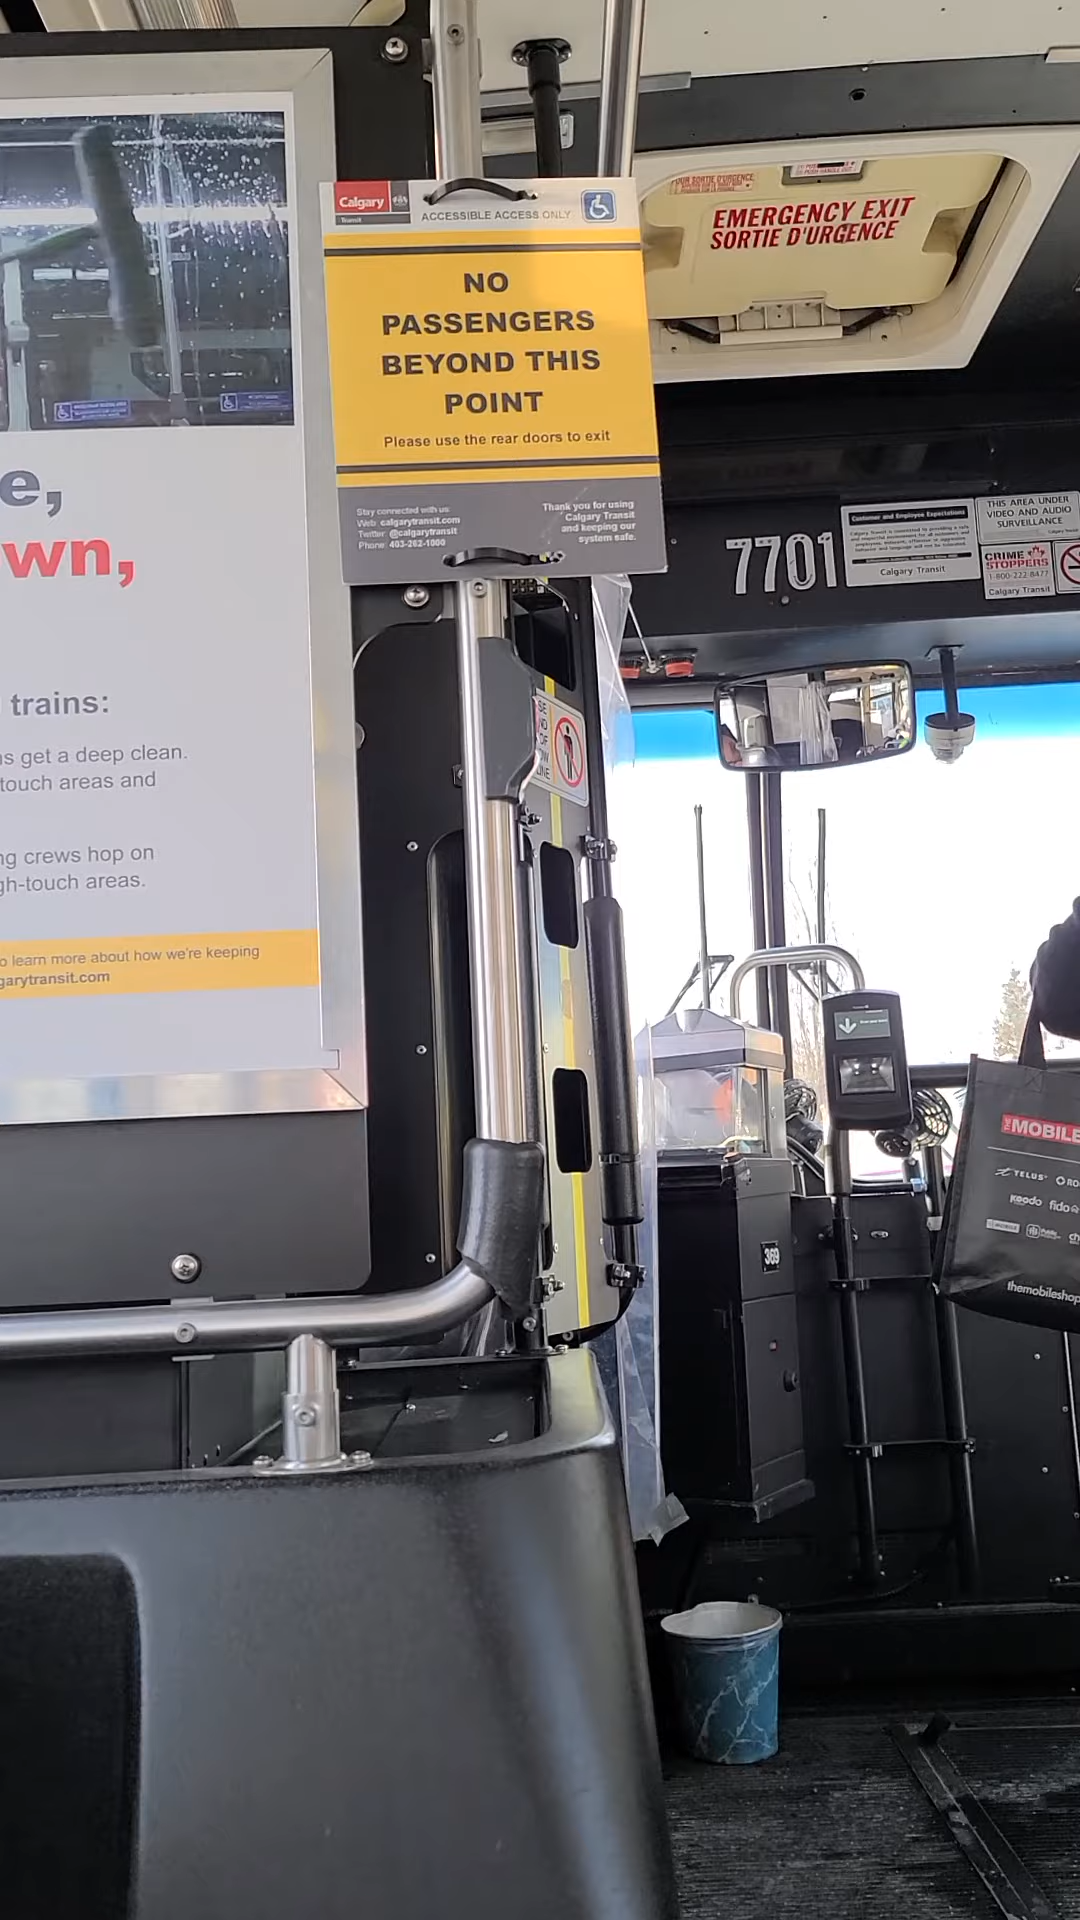 e,
own,
trains:
ns get a deep clean.
touch areas and
ng crews hop on
gh-touch areas.
o learn more about how we're keeping
garytransit.com
Calgary
Transit
ACCESSIBLE ACCESS ONLY
NO
PASSENGERS
BEYOND THIS
POINT
Please use the rear doors to exit
Stay connected with us:
Web: calgarytransit.com
Twitter: @calgarytransit
Phone: 403-262-1000
Thank you for using
Calgary Transit
and keeping our
system safe.
EMERGENCY EXIT
SORTIE D'URGENCE
7701
Customer and Employee Expectations
Calgary Transit
THIS AREA UNDER
VIDEO AND AUDIO
SURVEILLANCE
CRIME
STOPPERS
1-800-222-8477
Calgary Transit
369
THE MOBILE
TELUS
RO
koodo fido
themobileshop